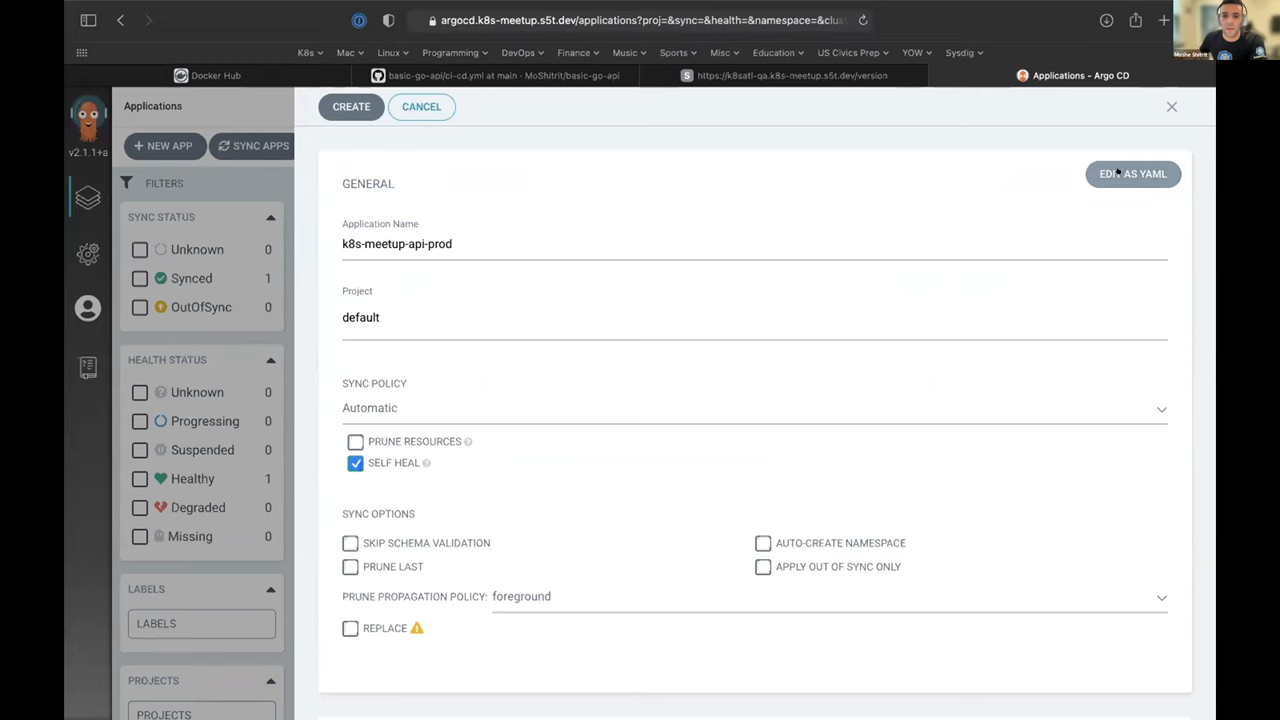 argocd.k8s-meetup.s5t.dev/applications?proj=&sync=&health=&namespace=&clus
Moshe Shitrit
K8s Mac Linux Programming DevOps Finance Music Sports Misc Education US Civics Prep YOW Sysdig
Docker Hub
basic-go-api/ci-cd.yml at main · MoShitrit/basic-go-api
S https://k8satl-qa.k8s-meetup.s5t.dev/version
Applications - Argo CD
v2.1.1+a
Applications
+ NEW APP
SYNC APPS
FILTERS
SYNC STATUS
Unknown 0
Synced 1
OutOfSync 0
HEALTH STATUS
Unknown 0
Progressing 0
Suspended 0
Healthy 1
Degraded 0
Missing 0
LABELS
LABELS
PROJECTS
PROJECTS
CREATE
CANCEL
GENERAL
EDIT AS YAML
Application Name
k8s-meetup-api-prod
Project
default
SYNC POLICY
Automatic
PRUNE RESOURCES
SELF HEAL
SYNC OPTIONS
SKIP SCHEMA VALIDATION
AUTO-CREATE NAMESPACE
PRUNE LAST
APPLY OUT OF SYNC ONLY
PRUNE PROPAGATION POLICY: foreground
REPLACE